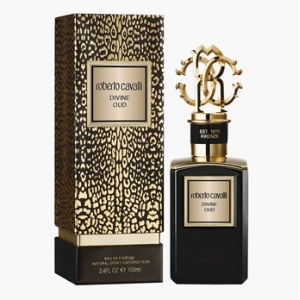 roberto cavalli
DIVINE
OUD
EAU DE PARFUM
NATURAL SPRAY VAPORISATEUR
3.4FL OZ ℮ 100ml
EST. 1970
FIRENZE
roberto cavalli
DIVINE
OUD